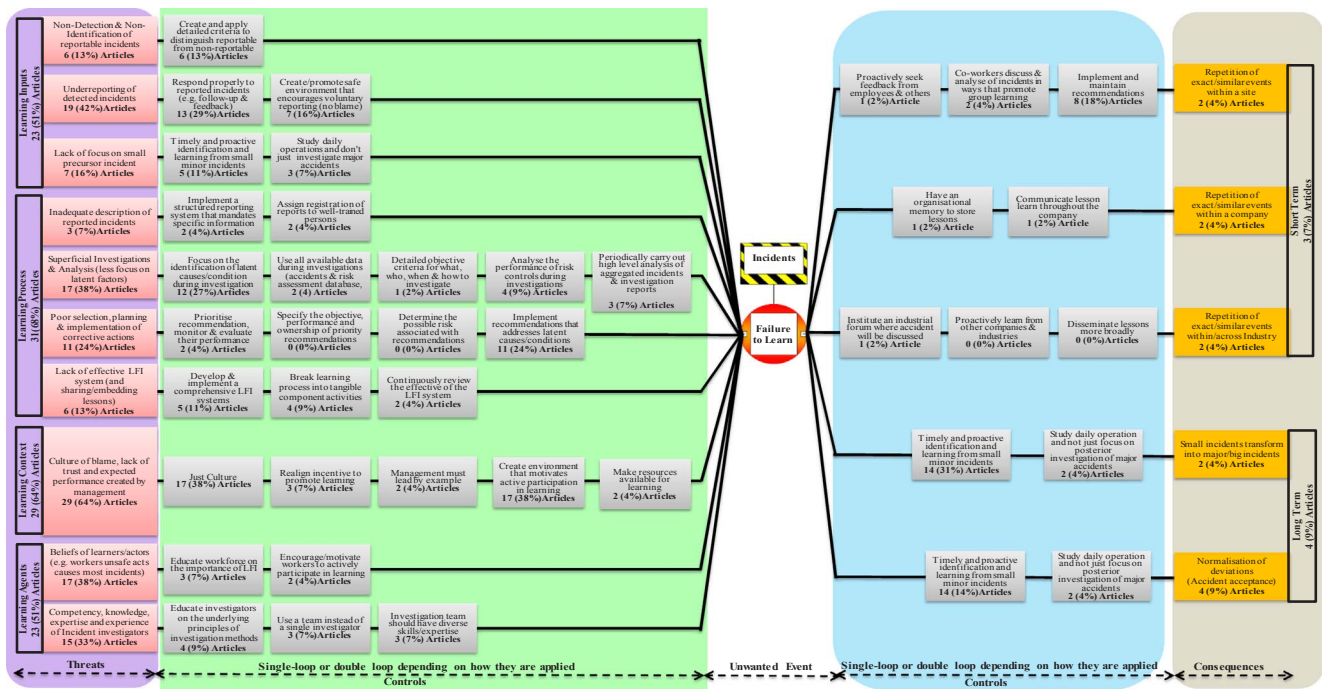 Learning Inputs
23 (51%) Articles
Non-Detection & Non-
Identification of
reportable incidents
6 (13%) Articles
Create and apply
detailed criteria to
distinguish reportable
from non-reportable
6 (13%) Articles
Underreporting of
detected incidents
19 (42%) Articles
Respond properly to
reported incidents
(e.g. follow-up &
feedback)
13 (29%) Articles
Create/promote safe
environment that
encourages voluntary
reporting (no blame)
7 (16%) Articles
Lack of focus on small
precursor incident
7 (16%) Articles
Timely and proactive
identification and
learning from small
minor incidents
5 (11%) Articles
Study daily
operations and don't
just investigate major
accidents
3 (7%) Articles
Learning Process
31(68%) Articles
Inadequate description of
reported incidents
3 (7%) Articles
Implement a
structured reporting
system that mandates
specific information
2 (4%) Articles
Assign registration of
reports to well-trained
persons
2 (4%) Articles
Superficial Investigations
& Analysis (less focus on
latent factors)
17 (38%) Articles
Focus on the
identification of latent
causes/condition
during investigation
12 (27%) Articles
Use all available data
during investigations
(accidents & risk
assessment database,
2 (4) Articles
Detailed objective
criteria for what,
who, when & how to
investigate
1 (2%) Articles
Analyse the
performance of risk
controls during
investigations
4 (9%) Articles
Periodically carry out
high level analysis of
aggregated incidents
& investigation
reports
3 (7%) Articles
Poor selection, planning
& implementation of
corrective actions
11 (24%) Articles
Prioritise
recommendation,
monitor & evaluate
their performance
2 (4%) Articles
Specify the objective,
performance and
ownership of priority
recommendations
0 (0%) Articles
Determine the
possible risk
associated with
recommendations
0 (0%) Articles
Implement
recommendations that
addresses latent
causes/conditions
11 (24%) Articles
Lack of effective LFI
system (and
sharing/embedding
lessons)
6 (13%) Articles
Develop &
implement a
comprehensive LFI
systems
5 (11%) Articles
Break learning
process into tangible
component activities
4 (9%) Articles
Continuously review
the effective of the
LFI system
2 (4%) Articles
Learning Context
29 (64%) Articles
Culture of blame, lack of
trust and expected
performance created by
management
29 (64%) Articles
Just Culture
17 (38%) Articles
Realign incentive to
promote learning
3 (7%) Articles
Management must
lead by example
2 (4%) Articles
Create environment
that motivates
active participation
in learning
17 (38%) Articles
Make resources
available for
learning
2 (4%) Articles
Learning Agents
23 (51%) Articles
Beliefs of learners/actors
(e.g. workers unsafe acts
causes most incidents)
17 (38%) Articles
Educate workforce on
the importance of LFI
3 (7%) Articles
Encourage/motivate
workers to actively
participate in learning
2 (4%) Articles
Competency, knowledge,
expertise and experience
of Incident investigators
15 (33%) Articles
Educate investigators
on the underlying
principles of
investigation methods
4 (9%) Articles
Use a team instead of
a single investigator
3 (7%) Articles
Investigation team
should have diverse
skills/expertise
3 (7%) Articles
Incidents
Failure
to Learn
Proactively seek
feedback from
employees & others
1 (2%) Article
Co-workers discuss &
analyse of incidents in
ways that promote
group learning
2 (4%) Articles
Implement and
maintain
recommendations
8 (18%) Articles
Repetition of
exact/similar events
within a site
2 (4%) Articles
Have an
organisational
memory to store
lessons
1 (2%) Article
Communicate lesson
learn throughout the
company
1 (2%) Article
Repetition of
exact/similar events
within a company
2 (4%) Articles
Institute an industrial
forum where accident
will be discussed
1 (2%) Article
Proactively learn from
other companies &
industries
0 (0%) Articles
Disseminate lessons
more broadly
0 (0%) Articles
Repetition of
exact/similar events
within/across Industry
2 (4%) Articles
Short Term
3 (7%) Articles
Timely and proactive
identification and
learning from small
minor incidents
14 (31%) Articles
Study daily operation
and not just focus on
posterior
investigation of major
accidents
2 (4%) Articles
Small incidents transform
into major/big incidents
2 (4%) Articles
Timely and proactive
identification and
learning from small
minor incidents
14 (14%) Articles
Study daily operation
and not just focus on
posterior
investigation of major
accidents
2 (4%) Articles
Normalisation of
deviations
(Accident acceptance)
4 (9%) Articles
Long Term
4 (9%) Articles
Threats
Single-loop or double loop depending on how they are applied
Controls
Unwanted Event
Single-loop or double loop depending on how they are applied
Controls
Consequences